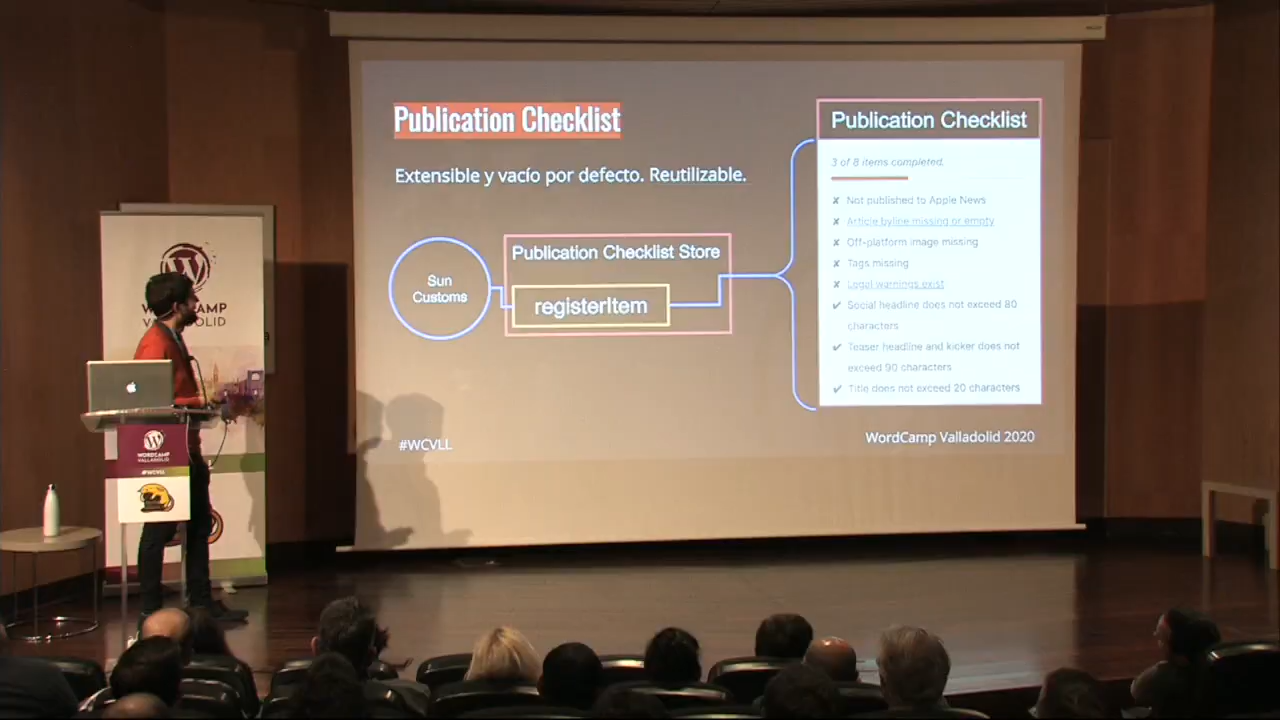 Publication Checklist
Extensible y vacío por defecto. Reutilizable.
Sun
Customs
Publication Checklist Store
registerItem
Publication Checklist
3 of 8 items completed.
✘ Not published to Apple News
✘ Article byline missing or empty
✘ Off-platform image missing
✘ Tags missing
✘ Legal warnings exist
✔ Social headline does not exceed 80
characters
✔ Teaser headline and kicker does not
exceed 90 characters
✔ Title does not exceed 20 characters
#WCVLL
WordCamp Valladolid 2020
WORDCAMP
VALLADOLID
#WCVLL